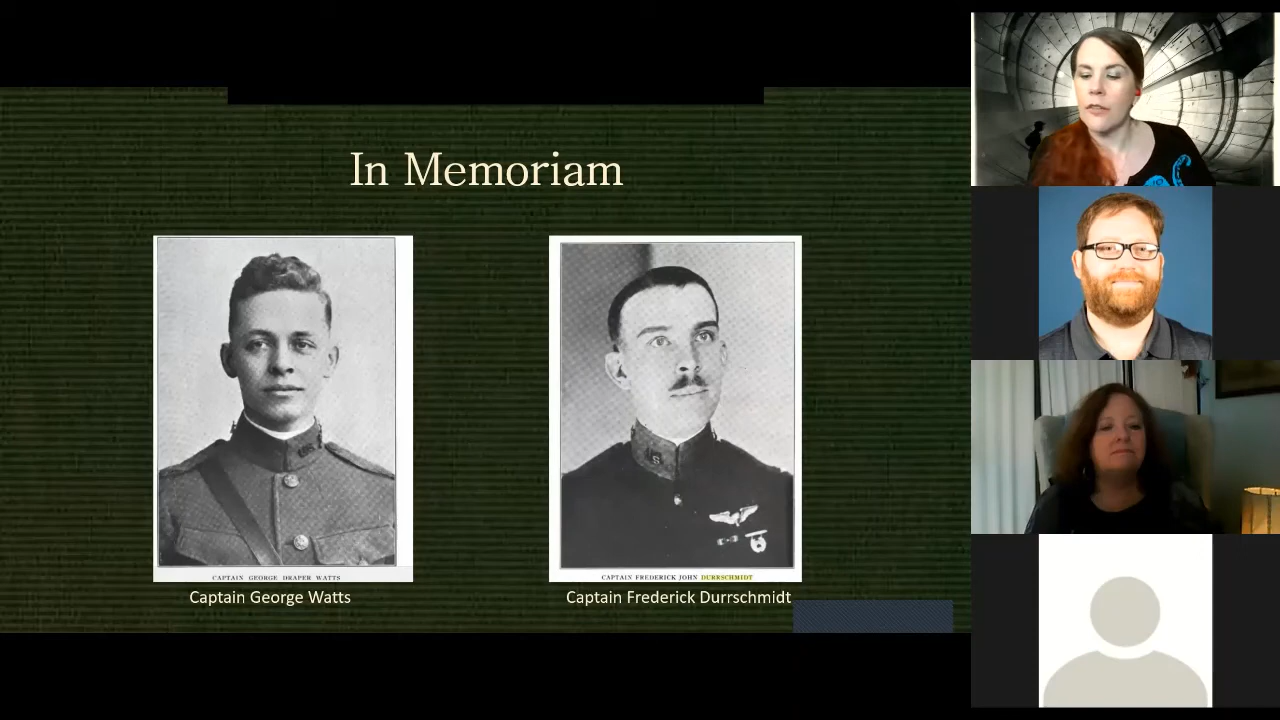 In Memoriam
CAPTAIN GEORGE DRAPER WATTS
CAPTAIN FREDERICK JOHN DURRSCHMIDT
Captain George Watts
Captain Frederick Durrschmidt